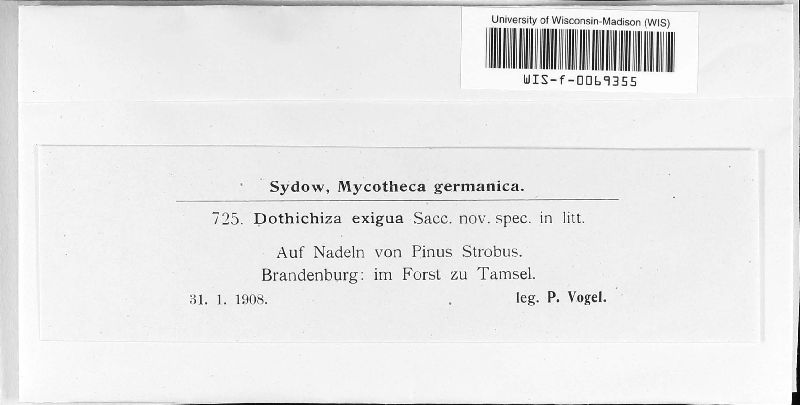 University of Wisconsin-Madison (WIS)
WIS-f-0069355
Sydow, Mycotheca germanica.
725. Dothichiza exigua Sacc. nov. spec. in litt.
Auf Nadeln von Pinus Strobus.
Brandenburg: im Forst zu Tamsel.
31. 1. 1908. leg. P. Vogel.